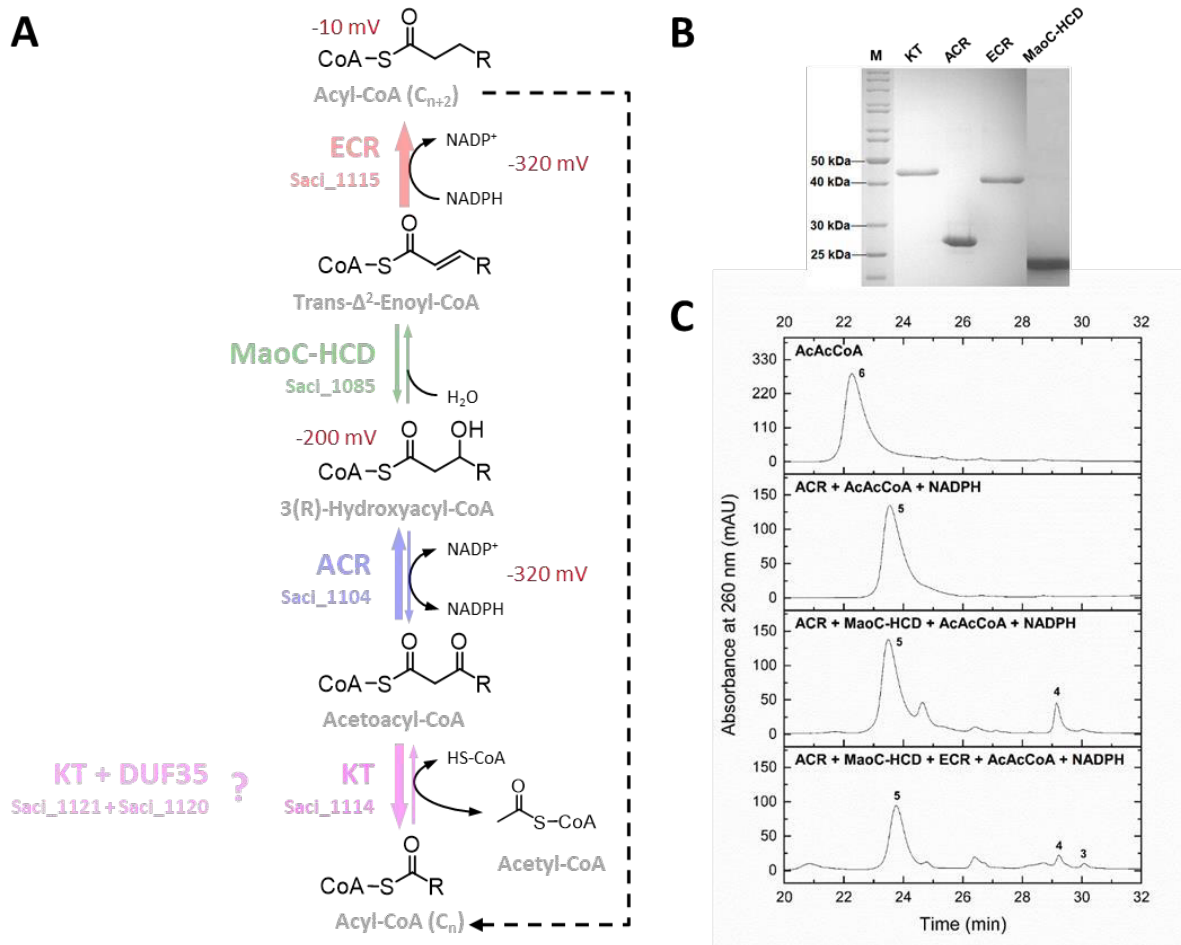 A
-10 mV
O
CoA–S
R
Acyl-CoA (Cn+2)
ECR
Saci_1115
NADP+
-320 mV
NADPH
O
CoA–S
R
Trans-Δ2-Enoyl-CoA
MaoC-HCD
Saci_1085
H2O
-200 mV
O
OH
CoA–S
R
3(R)-Hydroxyacyl-CoA
ACR
Saci_1104
NADP+
-320 mV
NADPH
O
O
CoA–S
R
Acetoacyl-CoA
KT + DUF35
Saci_1121 + Saci_1120
?
KT
Saci_1114
HS-CoA
O
S–CoA
Acetyl-CoA
O
CoA–S
R
Acyl-CoA (Cn)
B
M
KT
ACR
ECR
MaoC-HCD
50 kDa
40 kDa
30 kDa
25 kDa
C
20 22 24 26 28 30 32
AcAcCoA
6
330
220
110
0
ACR + AcAcCoA + NADPH
5
150
100
50
0
ACR + MaoC-HCD + AcAcCoA + NADPH
5
4
150
100
50
0
ACR + MaoC-HCD + ECR + AcAcCoA + NADPH
5
4
3
150
100
50
0
20 22 24 26 28 30 32
Absorbance at 260 nm (mAU)
Time (min)